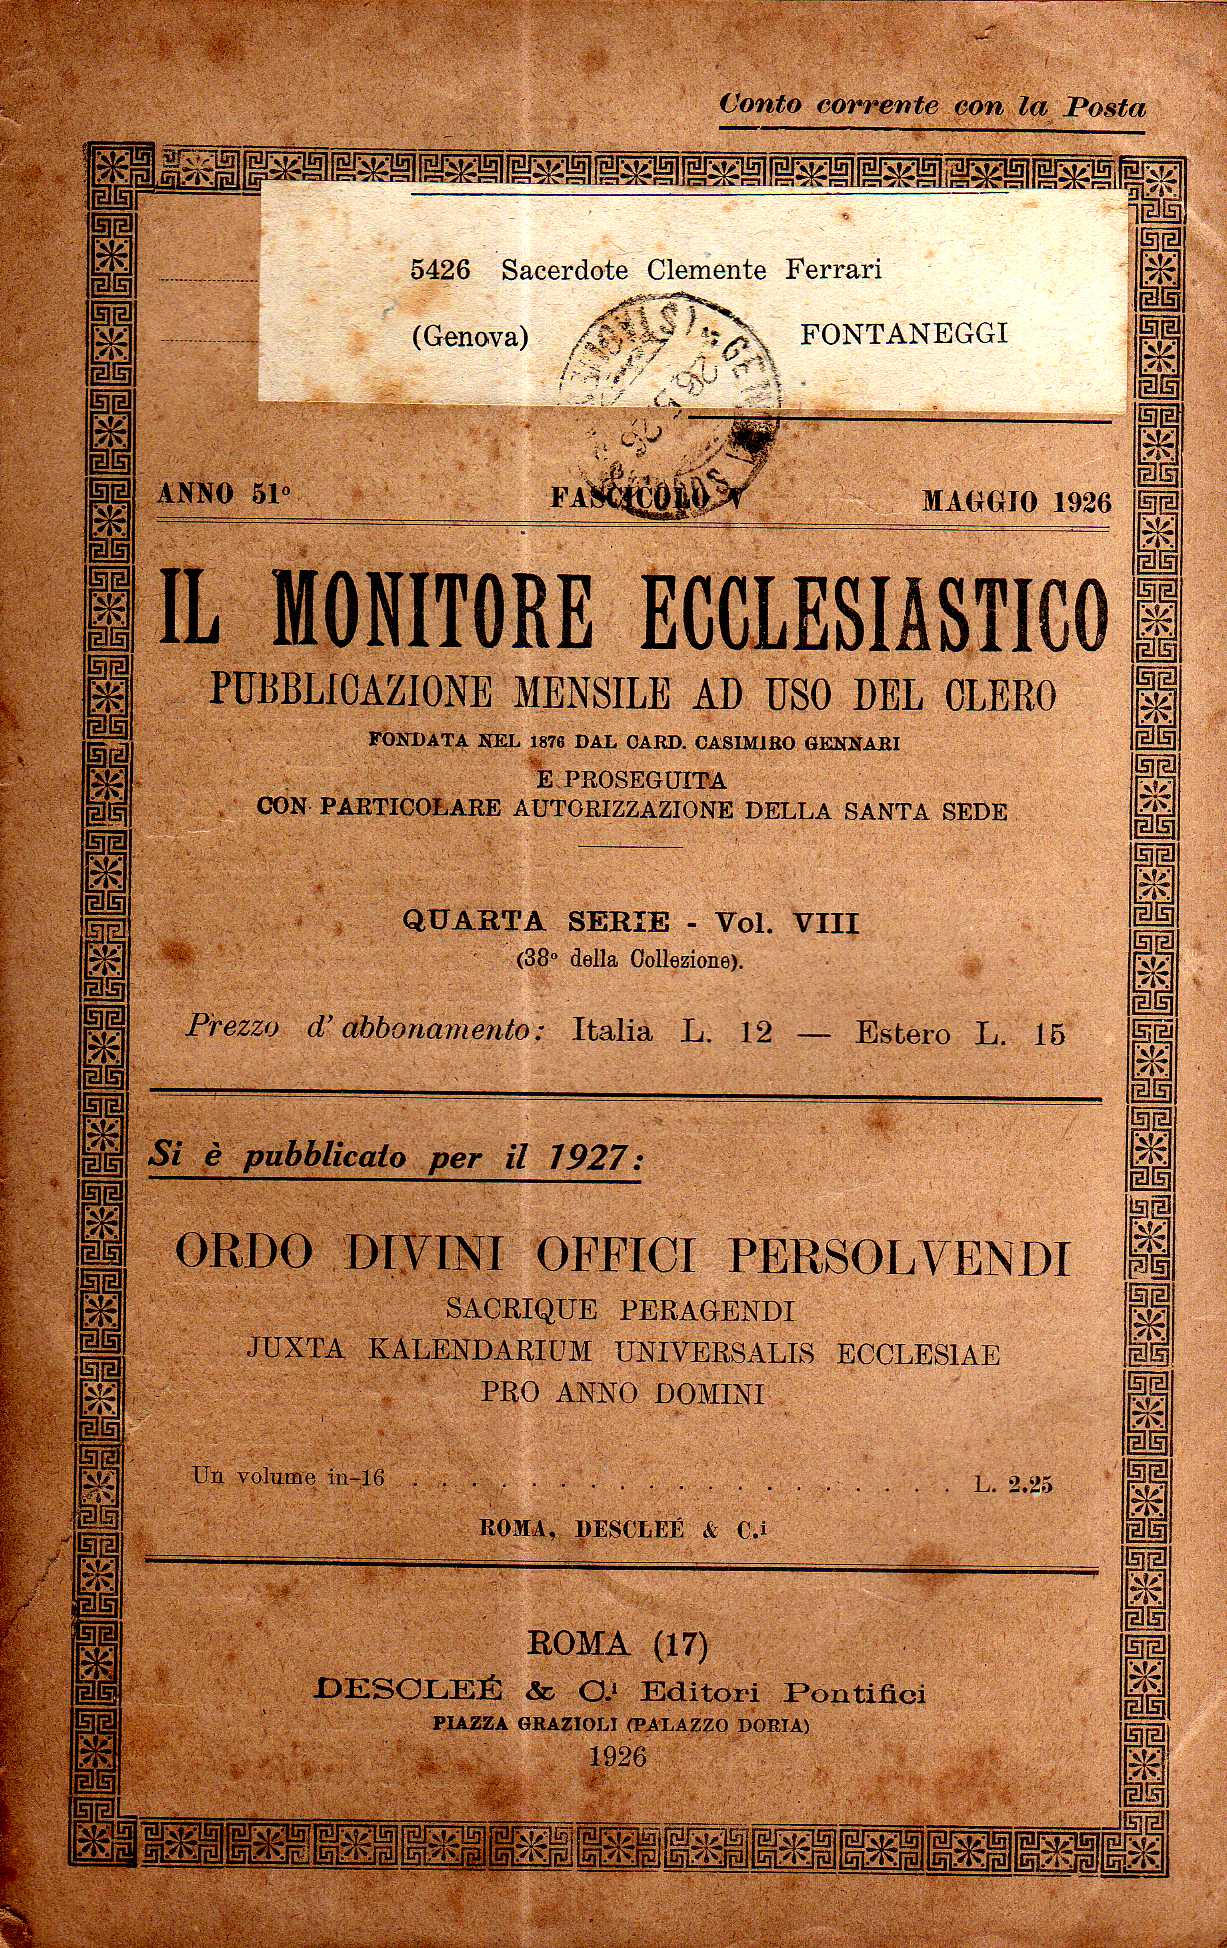 Conto corrente con la Posta
5426 Sacerdote Clemente Ferrari
(Genova) FONTANEGGI
ANNO 51° FASCICOLO V MAGGIO 1926
IL MONITORE ECCLESIASTICO
PUBBLICAZIONE MENSILE AD USO DEL CLERO
FONDATA NEL 1876 DAL CARD. CASIMIRO GENNARI
E PROSEGUITA
CON PARTICOLARE AUTORIZZAZIONE DELLA SANTA SEDE
QUARTA SERIE - Vol. VIII
(38° della Collezione).
Prezzo d'abbonamento: Italia L. 12 — Estero L. 15
Si è pubblicato per il 1927:
ORDO DIVINI OFFICI PERSOLVENDI
SACRIQUE PERAGENDI
JUXTA KALENDARIUM UNIVERSALIS ECCLESIAE
PRO ANNO DOMINI
Un volume in-16 . . . . . . . . . . . . . . . . . . . L. 2.25
ROMA, DESCLEÉ & C.i
ROMA (17)
DESCLEÉ & C.i Editori Pontifici
PIAZZA GRAZIOLI (PALAZZO DORIA)
1926